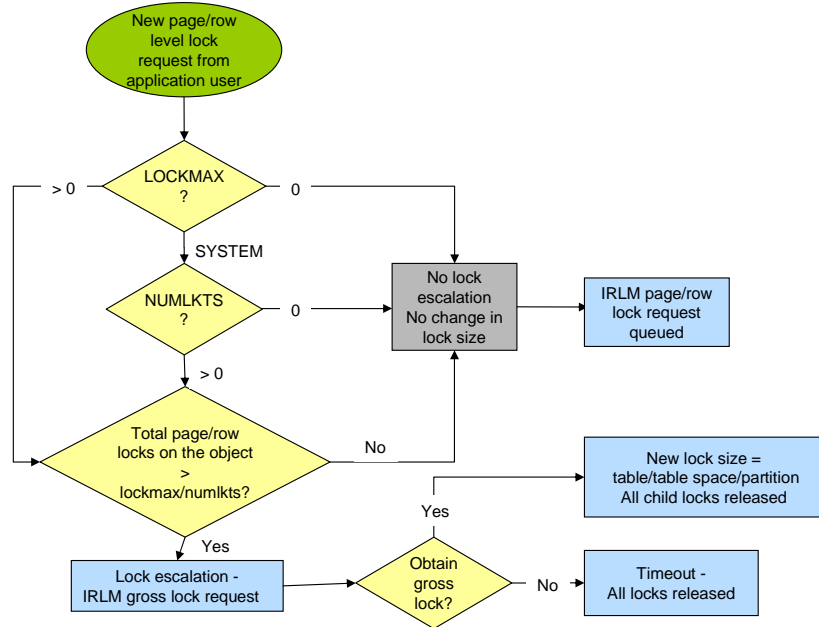 New page/row
level lock
request from
application user
LOCKMAX
?
> 0
0
SYSTEM
NUMLKTS
?
0
No lock
escalation
No change in
lock size
IRLM page/row
lock request
queued
> 0
Total page/row
locks on the object
>
lockmax/numlkts?
No
New lock size =
table/table space/partition
All child locks released
Yes
Yes
Lock escalation -
IRLM gross lock request
Obtain
gross
lock?
No
Timeout -
All locks released